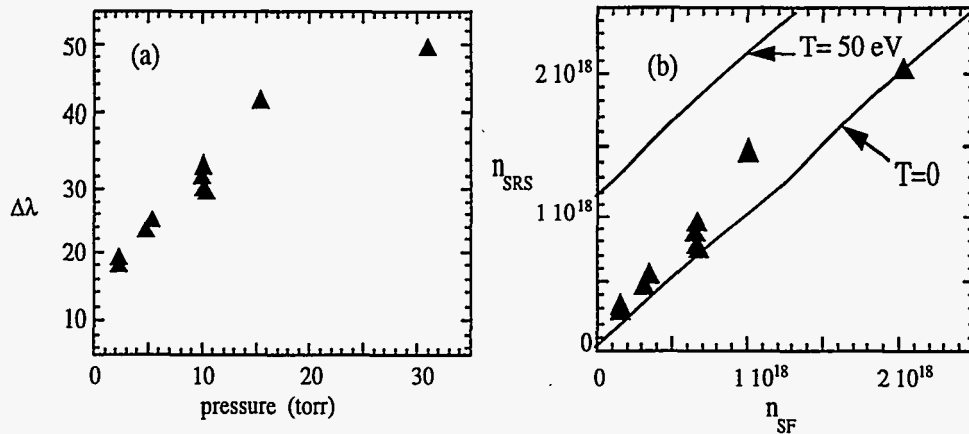 (a)
50
40
30
20
10
Δλ
0 10 20 30
pressure (torr)
(b)
T= 50 eV
T=0
2 10^18
1 10^18
0
n_SRS
0 1 10^18 2 10^18
n_SF